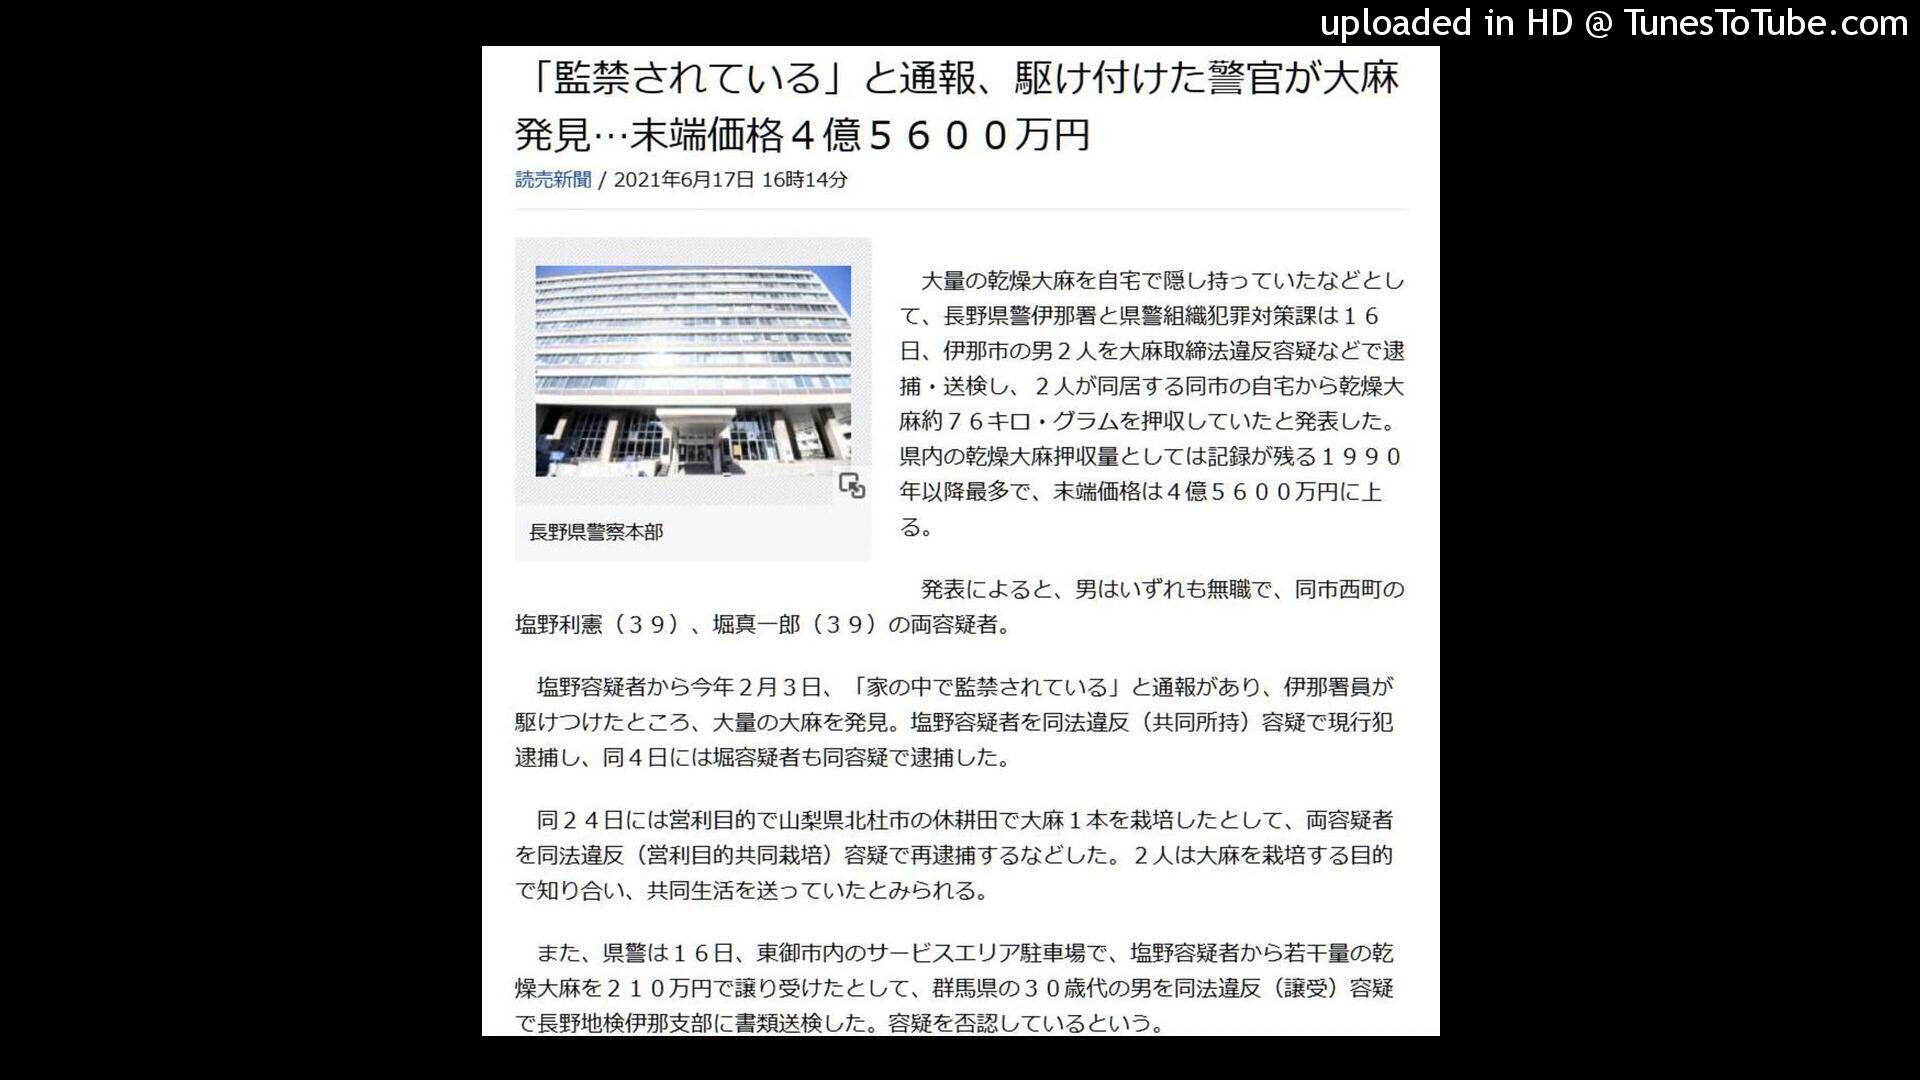 uploaded in HD @ TunesToTube.com
「監禁されている」と通報、駆け付けた警官が大麻
発見…末端価格４億５６００万円
読売新聞 / 2021年6月17日 16時14分
長野県警察本部
　大量の乾燥大麻を自宅で隠し持っていたなどとし
て、長野県警伊那署と県警組織犯罪対策課は１６
日、伊那市の男２人を大麻取締法違反容疑などで逮
捕・送検し、２人が同居する同市の自宅から乾燥大
麻約７６キロ・グラムを押収していたと発表した。
県内の乾燥大麻押収量としては記録が残る１９９０
年以降最多で、末端価格は４億５６００万円に上
る。
　発表によると、男はいずれも無職で、同市西町の
塩野利憲（３９）、堀真一郎（３９）の両容疑者。
　塩野容疑者から今年２月３日、「家の中で監禁されている」と通報があり、伊那署員が
駆けつけたところ、大量の大麻を発見。塩野容疑者を同法違反（共同所持）容疑で現行犯
逮捕し、同４日には堀容疑者も同容疑で逮捕した。
　同２４日には営利目的で山梨県北杜市の休耕田で大麻１本を栽培したとして、両容疑者
を同法違反（営利目的共同栽培）容疑で再逮捕するなどした。２人は大麻を栽培する目的
で知り合い、共同生活を送っていたとみられる。
　また、県警は１６日、東御市内のサービスエリア駐車場で、塩野容疑者から若干量の乾
燥大麻を２１０万円で譲り受けたとして、群馬県の３０歳代の男を同法違反（譲受）容疑
で長野地検伊那支部に書類送検した。容疑を否認しているという。